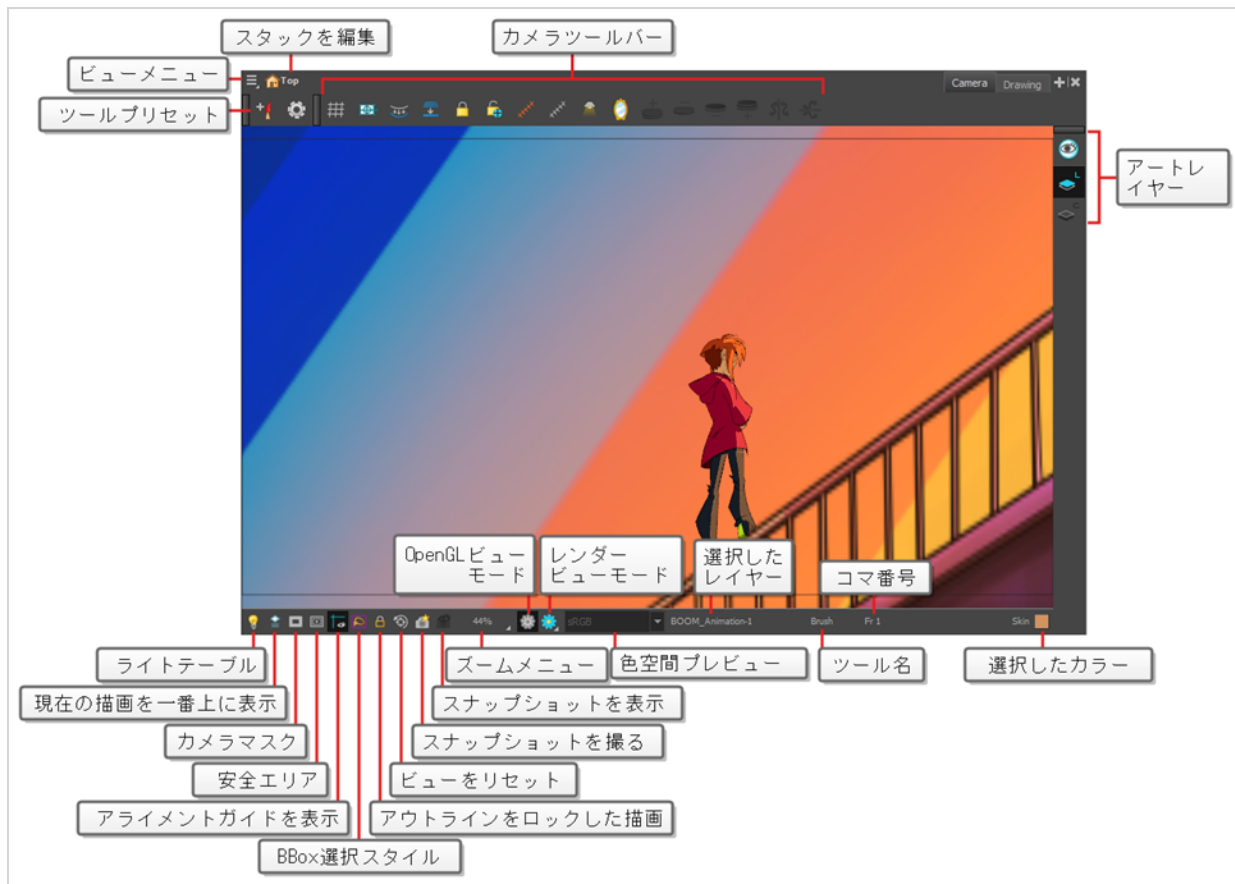 スタックを編集
カメラツールバー
ビューメニュー
ツールプリセット
Top
Camera
Drawing
アートレ
イヤー
L
C
OpenGLビュー
モード
レンダー
ビューモード
選択した
レイヤー
コマ番号
44%
sRGB
BOOM_Animation-1
Brush
Fr 1
Skin
ライトテーブル
ズームメニュー
色空間プレビュー
ツール名
選択したカラー
現在の描画を一番上に表示
スナップショットを表示
カメラマスク
スナップショットを撮る
安全エリア
ビューをリセット
アライメントガイドを表示
アウトラインをロックした描画
BBox選択スタイル